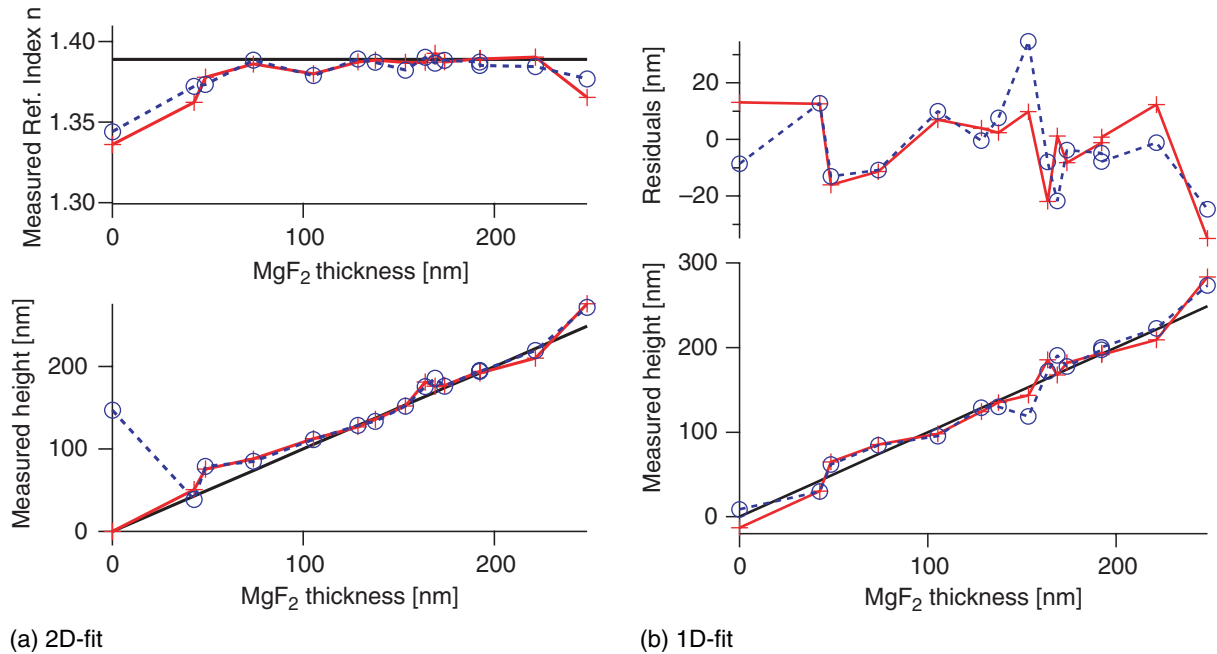 Measured Ref. Index n
1.40
1.35
1.30
0
100
200
MgF2 thickness [nm]
Measured height [nm]
200
100
0
0
100
200
MgF2 thickness [nm]
(a) 2D-fit
Residuals [nm]
20
0
−20
Measured height [nm]
300
200
100
0
0
100
200
MgF2 thickness [nm]
(b) 1D-fit